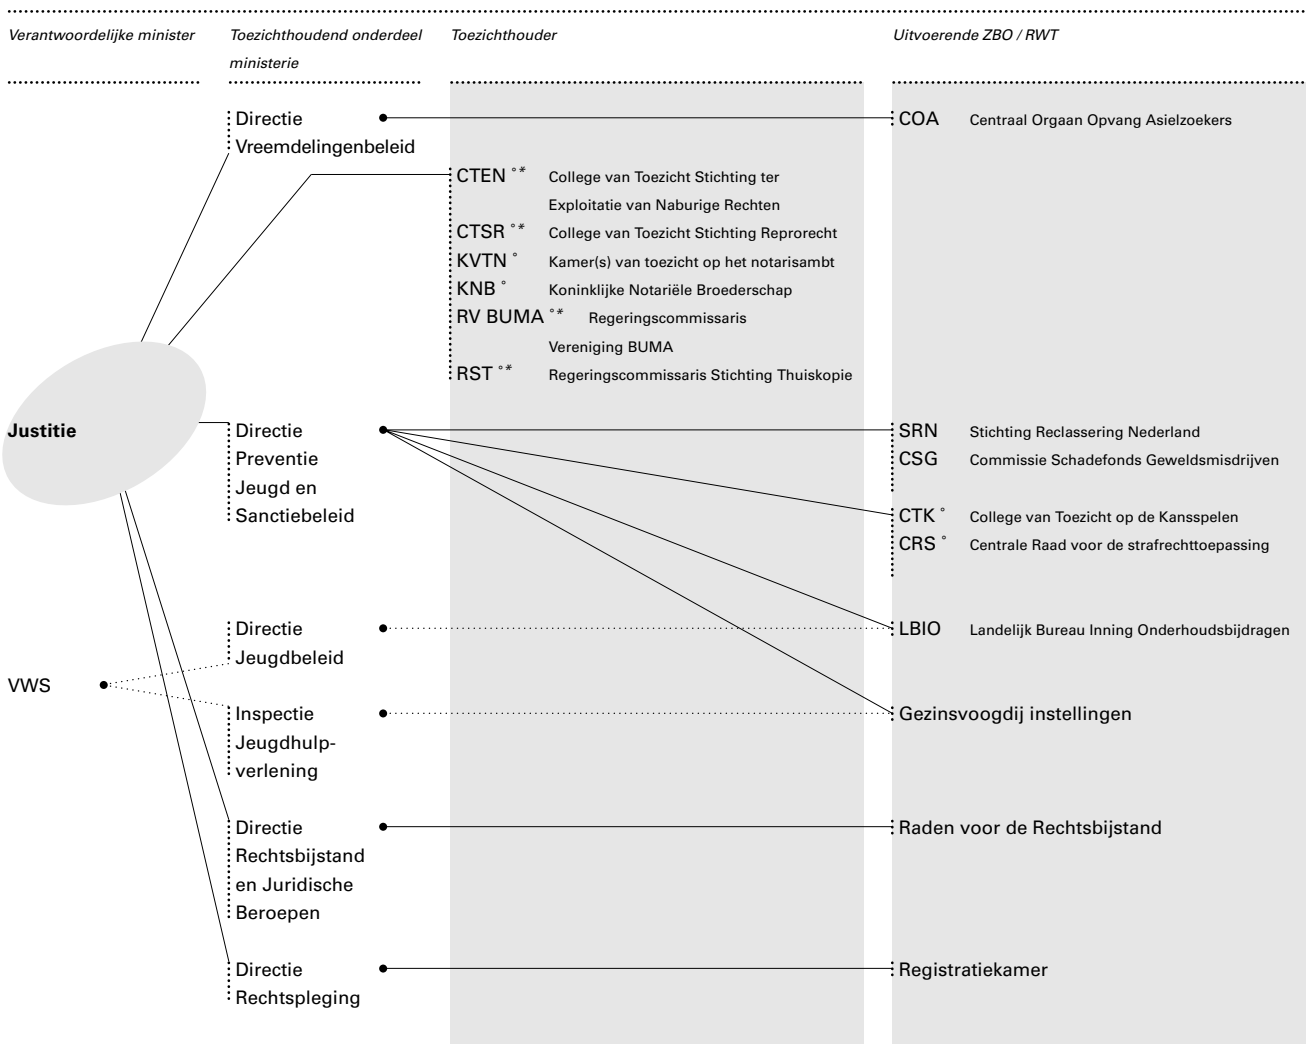 Verantwoordelijke minister Toezichthoudend onderdeel ministerie Toezichthouder Uitvoerende ZBO / RWT
Directie Vreemdelingenbeleid
COA Centraal Orgaan Opvang Asielzoekers
CTEN °* College van Toezicht Stichting ter
Exploitatie van Naburige Rechten
CTSR °* College van Toezicht Stichting Reprorecht
KVTN ° Kamer(s) van toezicht op het notarisambt
KNB ° Koninklijke Notariële Broederschap
RV BUMA °* Regeringscommissaris
Vereniging BUMA
RST °* Regeringscommissaris Stichting Thuiskopie
Justitie
Directie
Preventie
Jeugd en
Sanctiebeleid
SRN Stichting Reclassering Nederland
CSG Commissie Schadefonds Geweldsmisdrijven
CTK ° College van Toezicht op de Kansspelen
CRS ° Centrale Raad voor de strafrechttoepassing
Directie
Jeugdbeleid
LBIO Landelijk Bureau Inning Onderhoudsbijdragen
VWS
Inspectie
Jeugdhulp-
verlening
Gezinsvoogdij instellingen
Directie
Rechtsbijstand
en Juridische
Beroepen
Raden voor de Rechtsbijstand
Directie
Rechtspleging
Registratiekamer